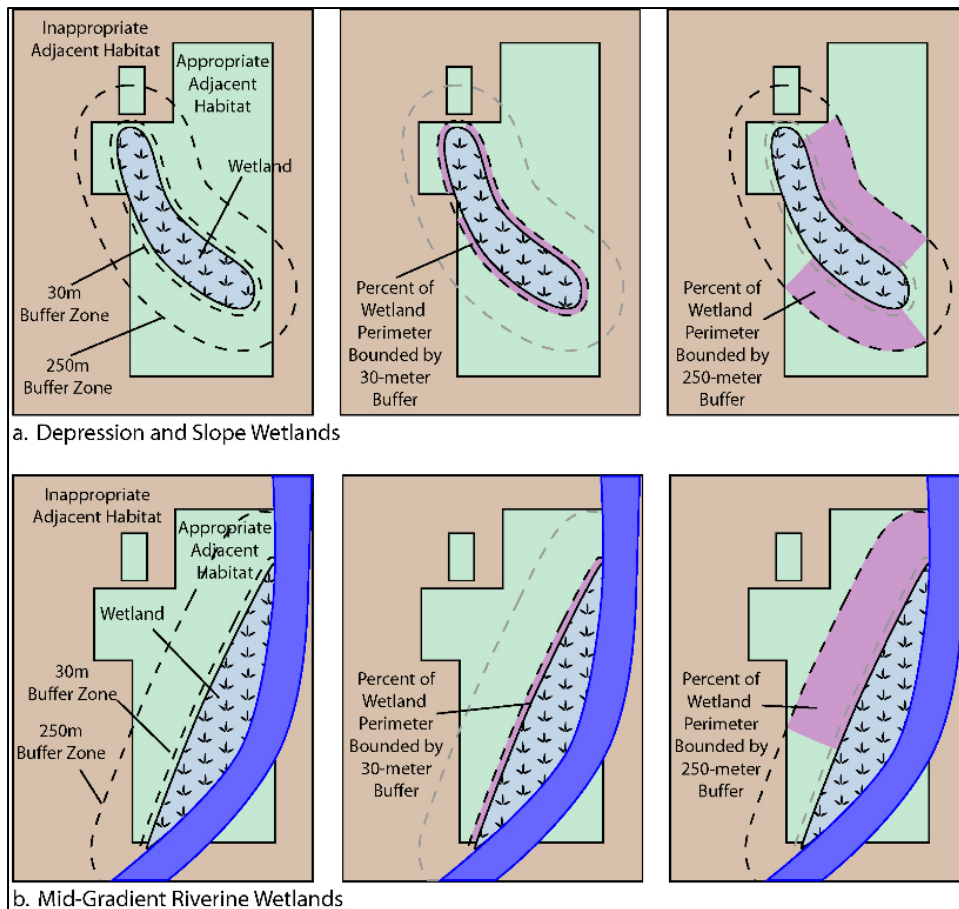 Inappropriate
Adjacent Habitat
Appropriate
Adjacent
Habitat
Wetland
30m
Buffer Zone
250m
Buffer Zone
Percent of
Wetland
Perimeter
Bounded by
30-meter
Buffer
Percent of
Wetland
Perimeter
Bounded by
250-meter
Buffer
a. Depression and Slope Wetlands
Inappropriate
Adjacent Habitat
Appropriate
Adjacent
Habitat
Wetland
30m
Buffer Zone
250m
Buffer Zone
Percent of
Wetland
Perimeter
Bounded by
30-meter
Buffer
Percent of
Wetland
Perimeter
Bounded by
250-meter
Buffer
b. Mid-Gradient Riverine Wetlands